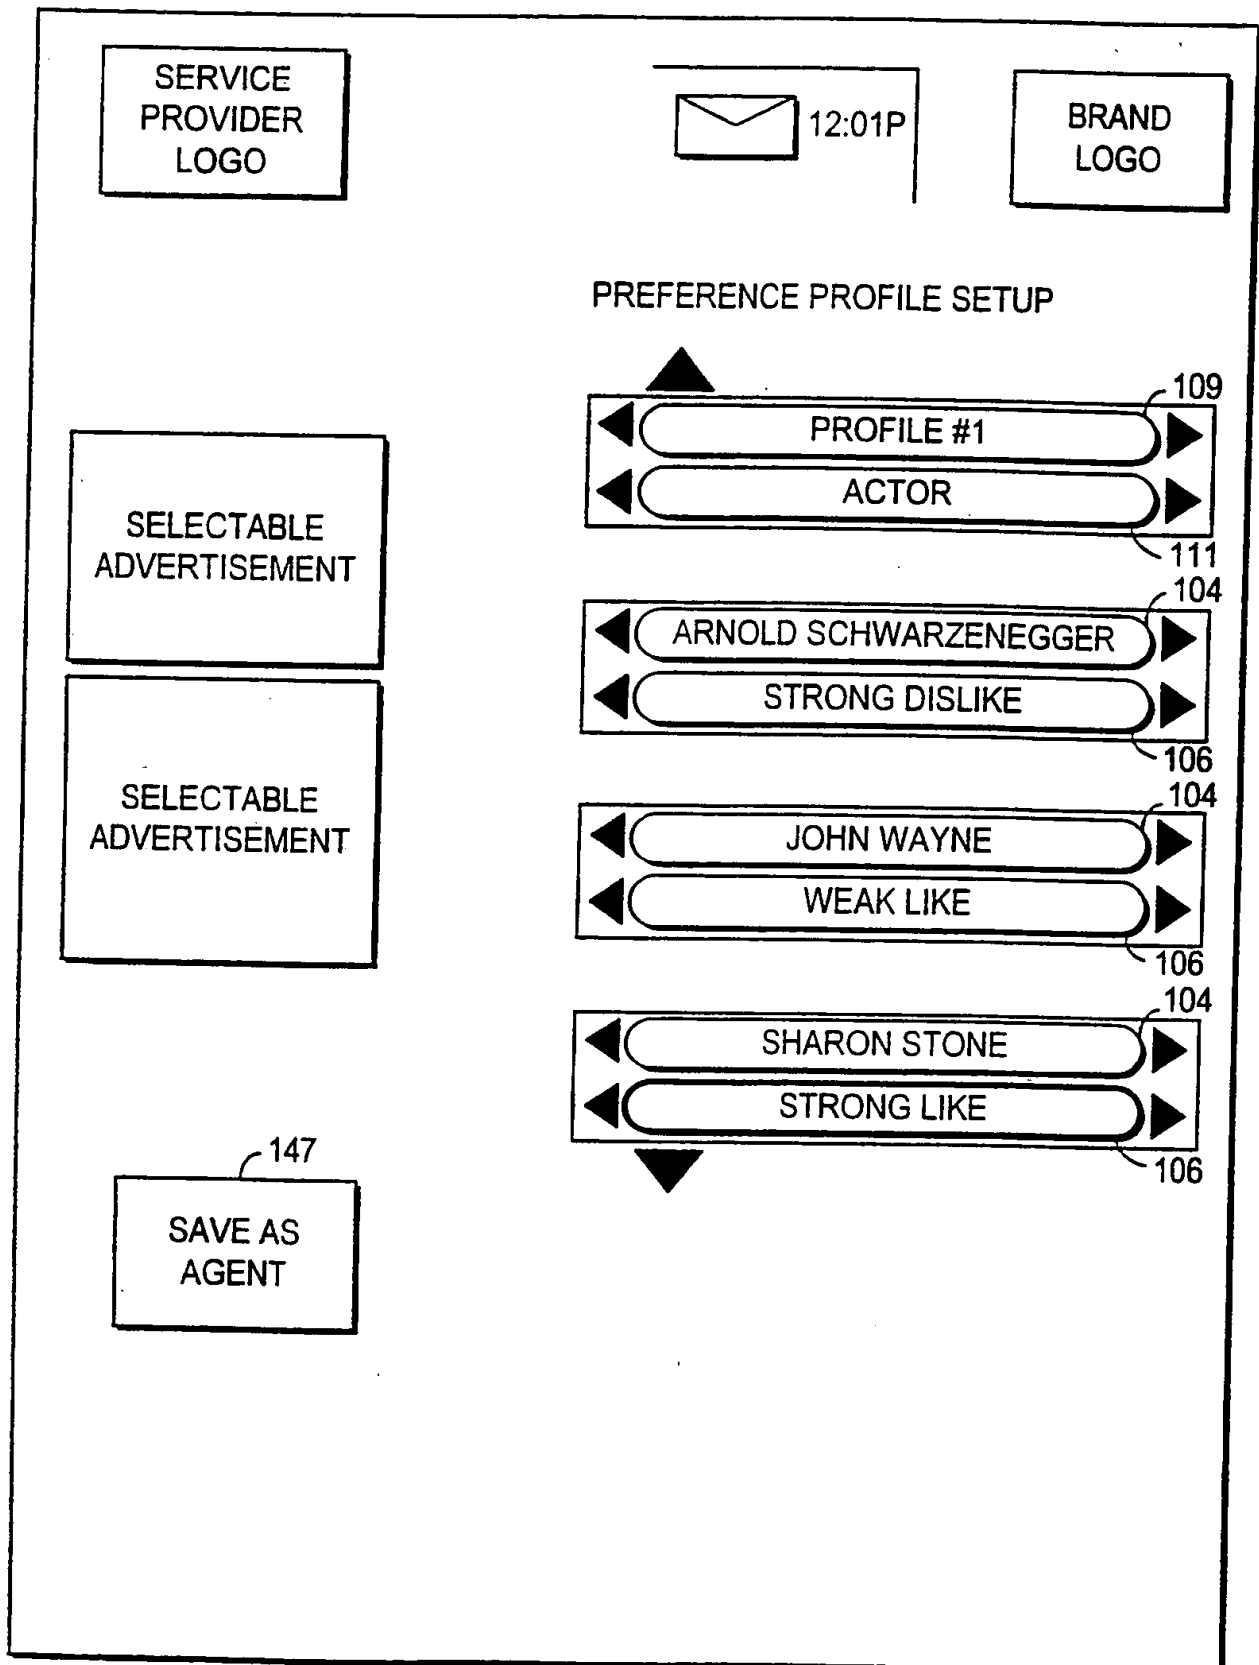 SERVICE
PROVIDER
LOGO
12:01P
BRAND
LOGO
PREFERENCE PROFILE SETUP
109
PROFILE #1
ACTOR
111
SELECTABLE
ADVERTISEMENT
104
ARNOLD SCHWARZENEGGER
STRONG DISLIKE
106
SELECTABLE
ADVERTISEMENT
104
JOHN WAYNE
WEAK LIKE
106
104
SHARON STONE
STRONG LIKE
106
147
SAVE AS
AGENT